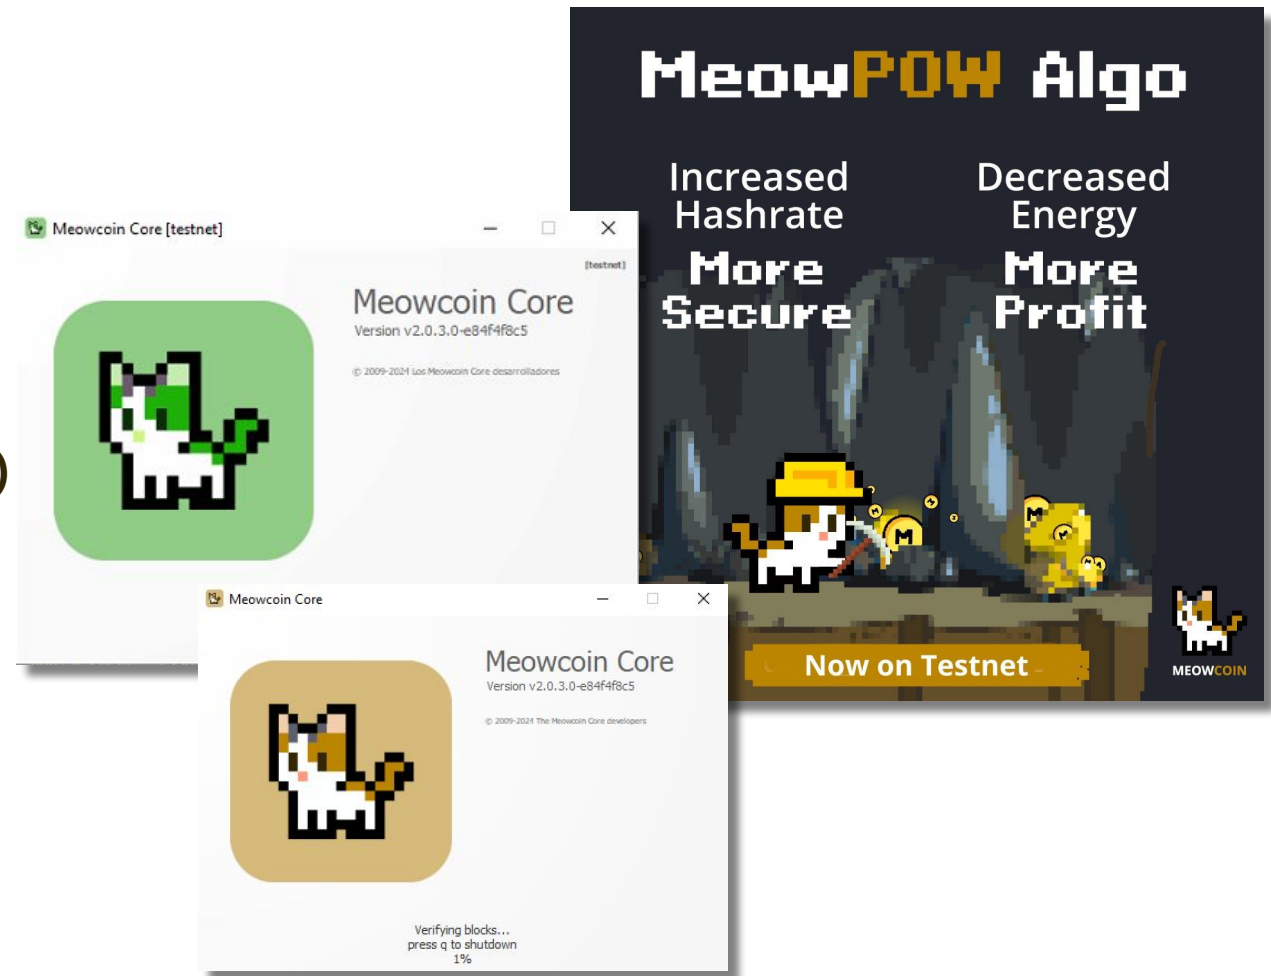 MeowPOW Algo
Increased
Hashrate
More
Secure
Decreased
Energy
More
Profit
Now on Testnet
MEOWCOIN
Meowcoin Core [testnet]
[testnet]
Meowcoin Core
Version v2.0.3.0-e84f4f8c5
© 2009-2024 Los Meowcoin Core desarrolladores
Meowcoin Core
Meowcoin Core
Version v2.0.3.0-e84f4f8c5
© 2009-2024 The Meowcoin Core developers
Verifying blocks...
press q to shutdown
1%
)
M
M